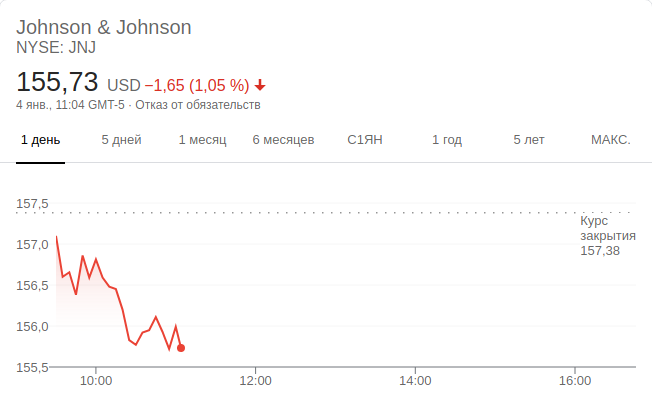 Johnson & Johnson
NYSE: JNJ
155,73 USD −1,65 (1,05 %)
4 янв., 11:04 GMT-5 · Отказ от обязательств
1 день 5 дней 1 месяц 6 месяцев С1ЯН 1 год 5 лет МАКС.
157,5
Курс
закрытия
157,38
157,0
156,5
156,0
155,5
10:00 12:00 14:00 16:00